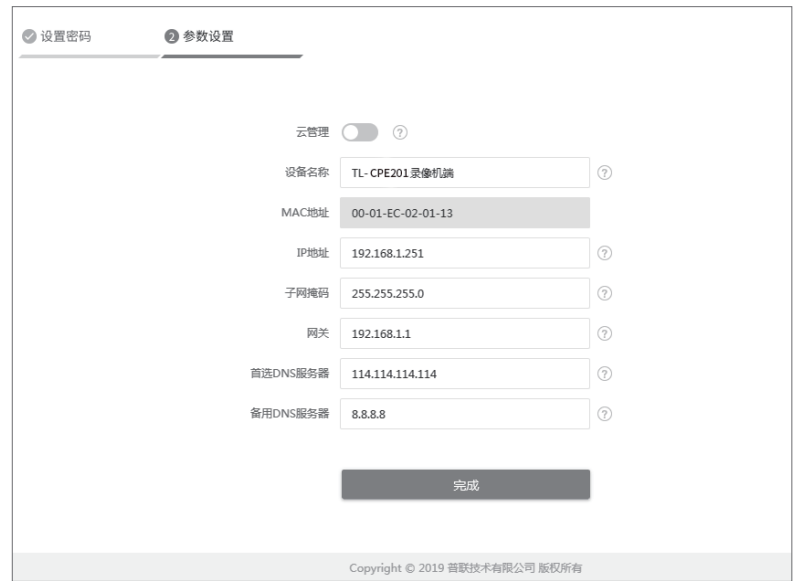 设置密码 2 参数设置
云管理 ?
设备名称 TL-CPE201录像机端 ?
MAC地址 00-01-EC-02-01-13
IP地址 192.168.1.251 ?
子网掩码 255.255.255.0 ?
网关 192.168.1.1 ?
首选DNS服务器 114.114.114.114 ?
备用DNS服务器 8.8.8.8 ?
完成
Copyright © 2019 普联技术有限公司 版权所有